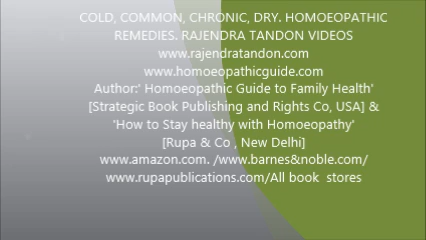 COLD, COMMON, CHRONIC, DRY. HOMOEOPATHIC
REMEDIES. RAJENDRA TANDON VIDEOS
www.rajendratandon.com
www.homoeopathicguide.com
Author:' Homoeopathic Guide to Family Health'
[Strategic Book Publishing and Rights Co, USA] &
'How to Stay healthy with Homoeopathy'
[Rupa & Co , New Delhi]
www.amazon.com. /www.barnes&noble.com/
www.rupapublications.com/All book  stores